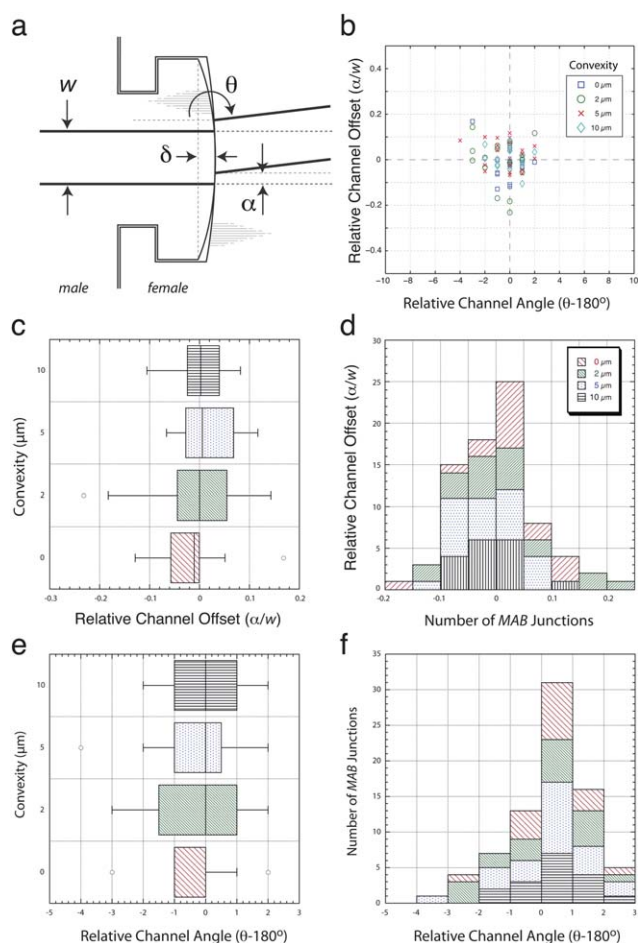 a
w
θ
δ
α
male
female
b
Relative Channel Offset (α/w)
0.4
0.2
0
-0.2
-0.4
Convexity
0 μm
2 μm
5 μm
10 μm
-10 -8 -6 -4 -2 0 2 4 6 8 10
Relative Channel Angle (θ-180º)
c
Convexity (μm)
10
5
2
0
-0.3 -0.2 -0.1 0 0.1 0.2
Relative Channel Offset (α/w)
d
Relative Channel Offset (α/w)
30
25
20
15
10
5
0
0 μm
2 μm
5 μm
10 μm
-0.2 -0.1 0 0.1 0.2
Number of MAB Junctions
e
Convexity (μm)
10
5
2
0
-5 -4 -3 -2 -1 0 1 2 3
Relative Channel Angle (θ-180º)
f
Number of MAB Junctions
35
30
25
20
15
10
5
0
-4 -3 -2 -1 0 1 2 3
Relative Channel Angle (θ-180º)